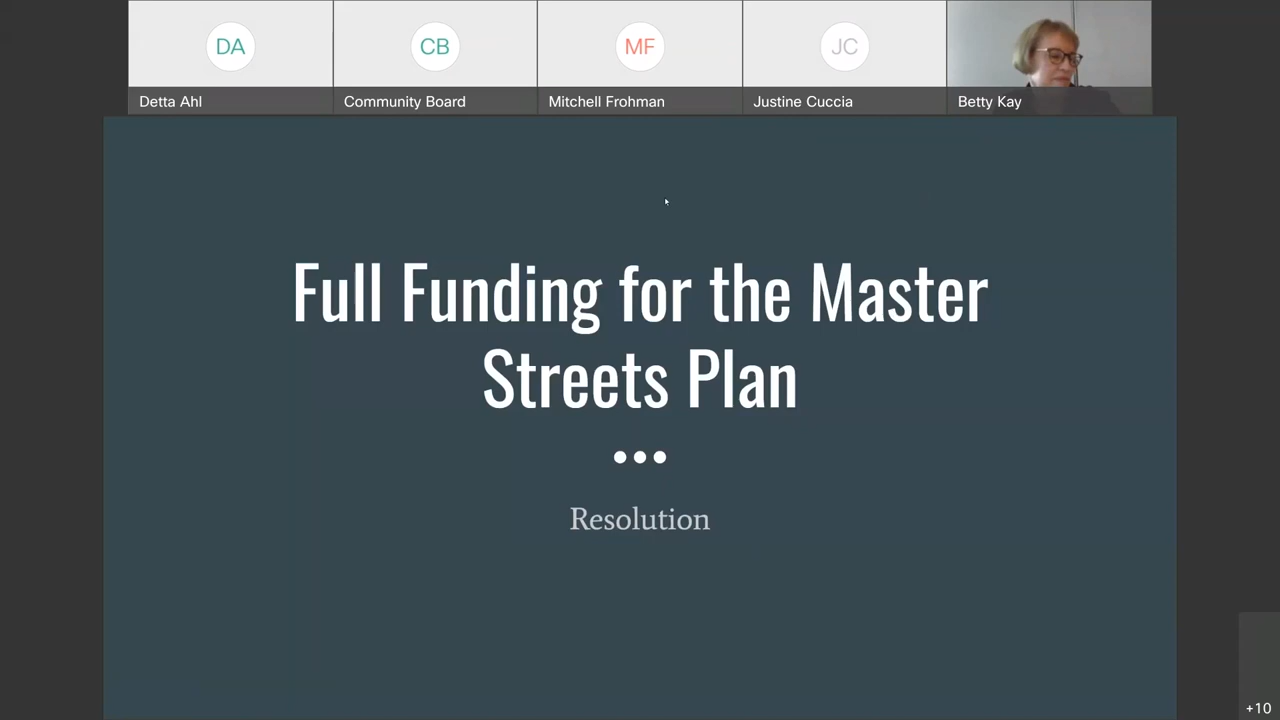 DA
CB
MF
JC
Detta Ahl
Community Board
Mitchell Frohman
Justine Cuccia
Betty Kay
Full Funding for the Master
Streets Plan
Resolution
+10